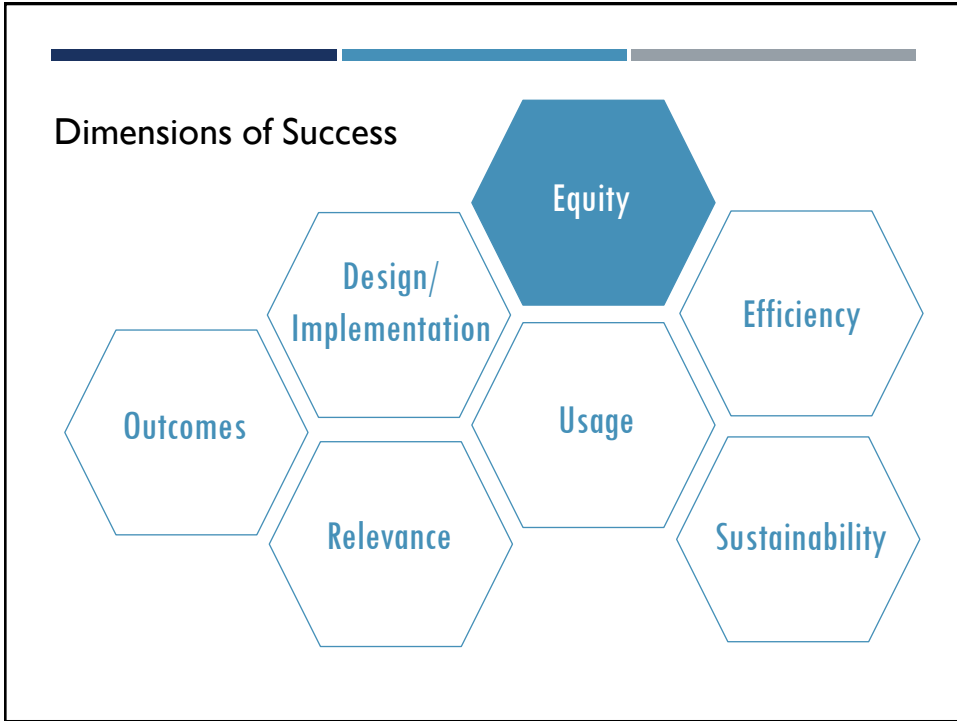 Dimensions of Success
Equity
Design/
Implementation
Efficiency
Outcomes
Usage
Relevance
Sustainability